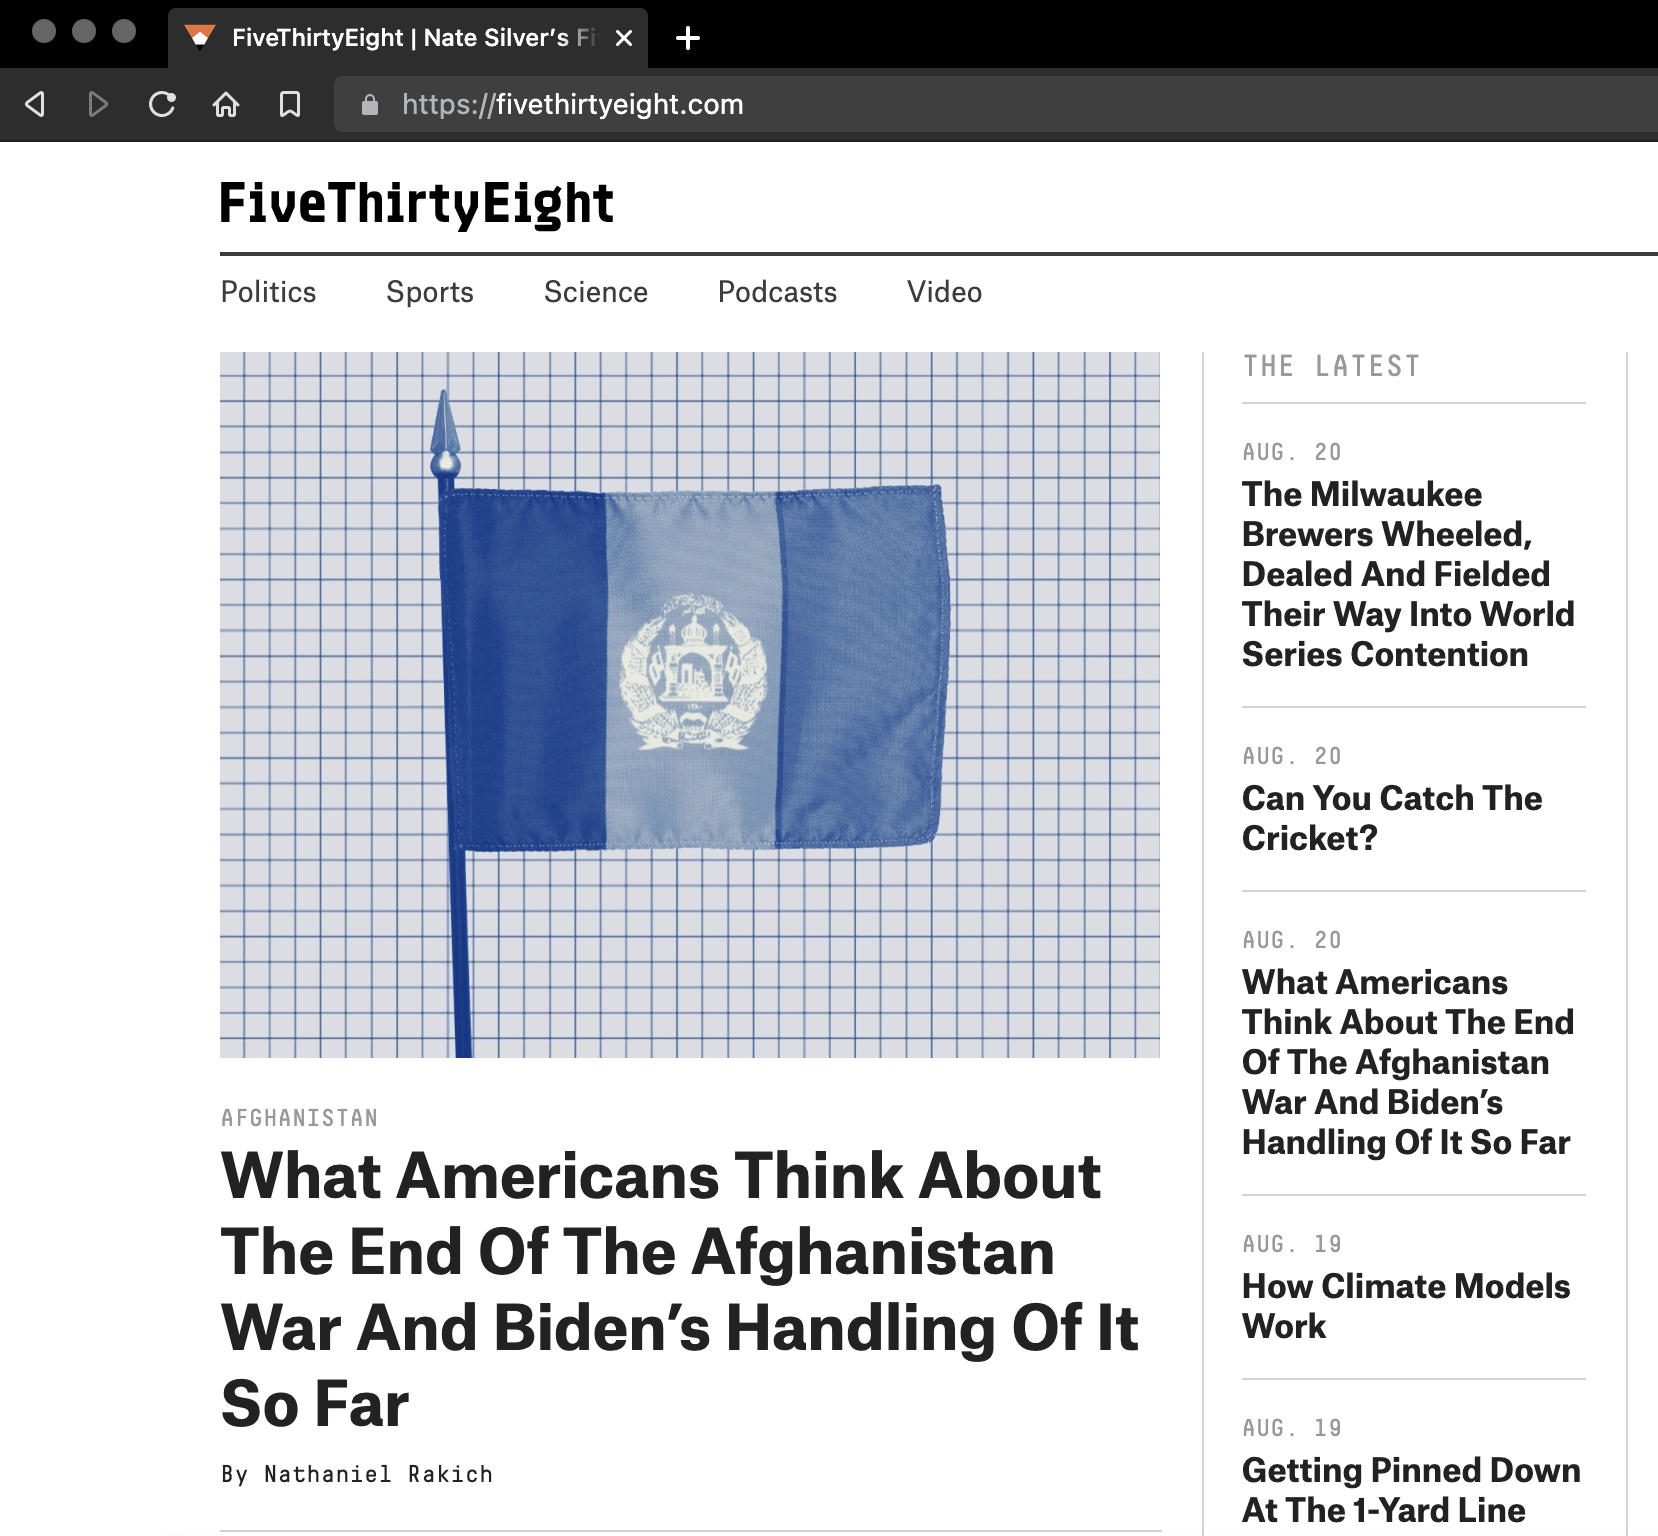 FiveThirtyEight | Nate Silver’s
https://fivethirtyeight.com
FiveThirtyEight
Politics Sports Science Podcasts Video
AFGHANISTAN
What Americans Think About
The End Of The Afghanistan
War And Biden’s Handling Of It
So Far
By Nathaniel Rakich
THE LATEST
AUG. 20
The Milwaukee
Brewers Wheeled,
Dealed And Fielded
Their Way Into World
Series Contention
AUG. 20
Can You Catch The
Cricket?
AUG. 20
What Americans
Think About The End
Of The Afghanistan
War And Biden’s
Handling Of It So Far
AUG. 19
How Climate Models
Work
AUG. 19
Getting Pinned Down
At The 1-Yard Line